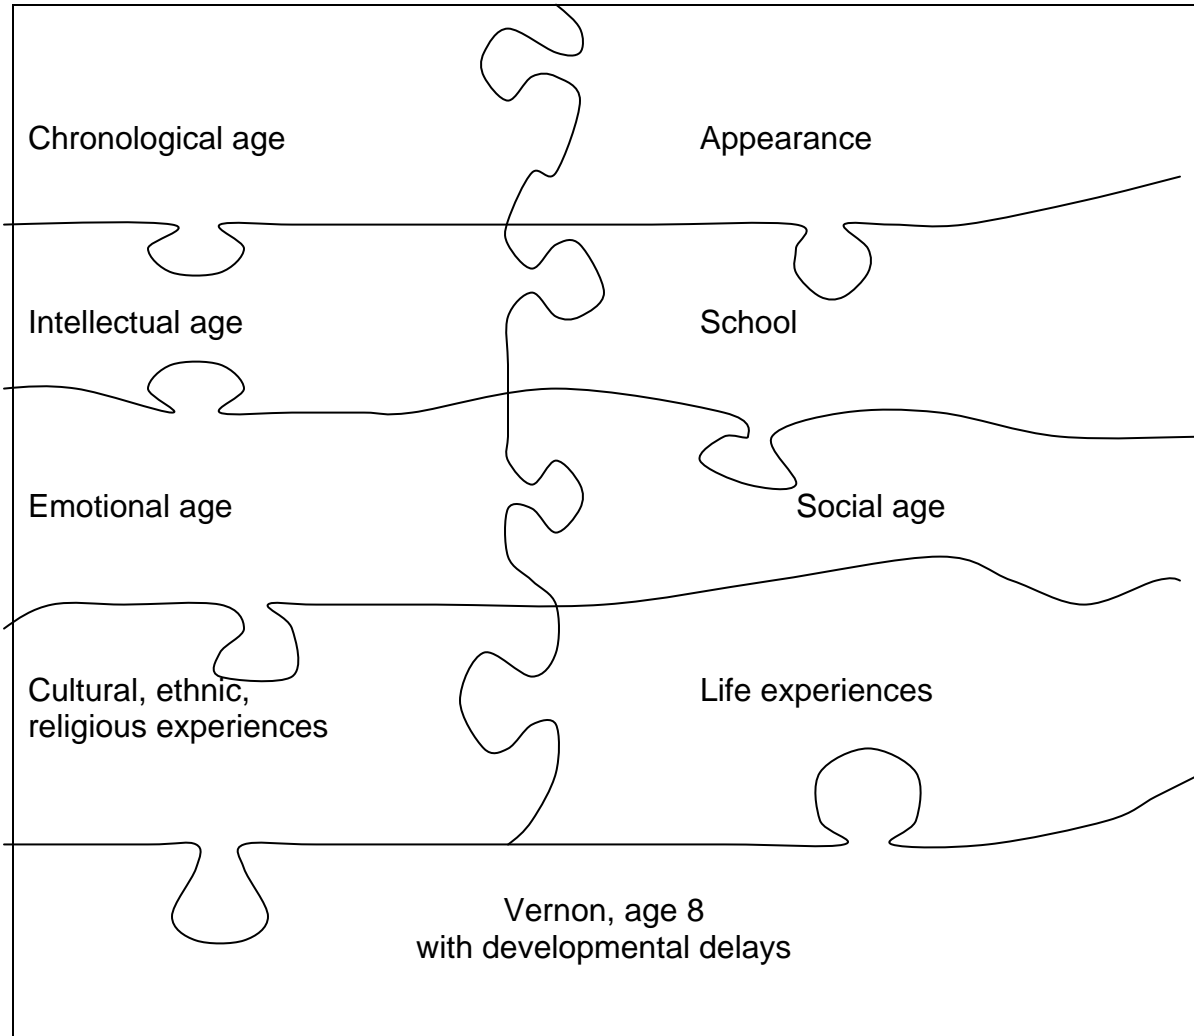 Chronological age
Appearance
Intellectual age
School
Emotional age
Social age
Cultural, ethnic,
religious experiences
Life experiences
Vernon, age 8
with developmental delays